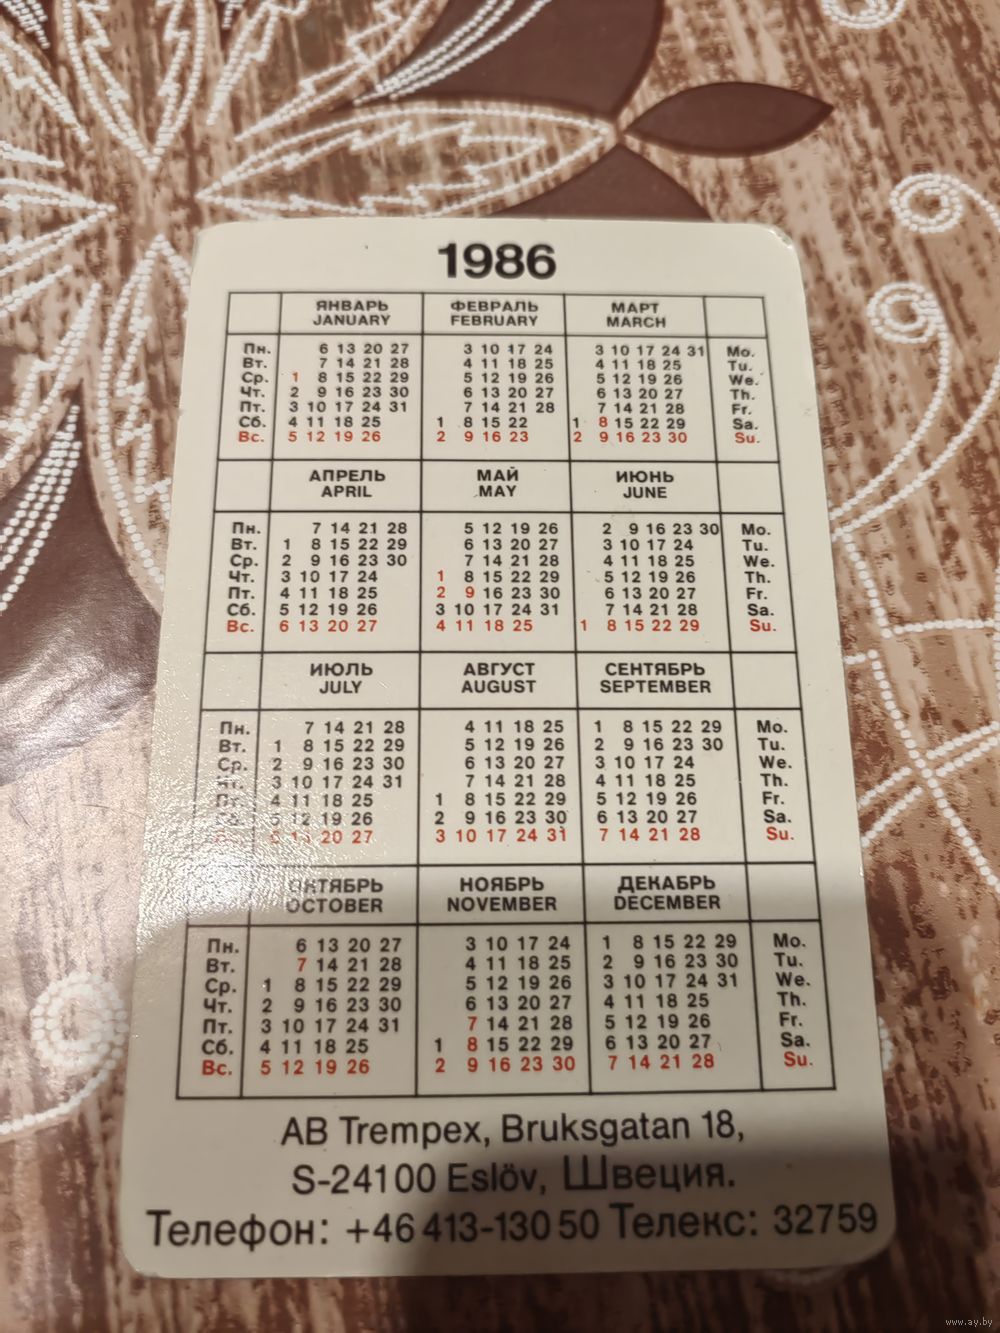 1986
ЯНВАРЬ ФЕВРАЛЬ МАРТ
JANUARY FEBRUARY MARCH
Пн. 6 13 20 27 3 10 17 24 3 10 17 24 31 Mo.
Вт. 7 14 21 28 4 11 18 25 4 11 18 25 Tu.
Ср. 1 8 15 22 29 5 12 19 26 5 12 19 26 We.
Чт. 2 9 16 23 30 6 13 20 27 6 13 20 27 Th.
Пт. 3 10 17 24 31 7 14 21 28 7 14 21 28 Fr.
Сб. 4 11 18 25 1 8 15 22 1 8 15 22 29 Sa.
Вс. 5 12 19 26 2 9 16 23 2 9 16 23 30 Su.
АПРЕЛЬ МАЙ ИЮНЬ
APRIL MAY JUNE
Пн. 7 14 21 28 5 12 19 26 2 9 16 23 30 Mo.
Вт. 1 8 15 22 29 6 13 20 27 3 10 17 24 Tu.
Ср. 2 9 16 23 30 7 14 21 28 4 11 18 25 We.
Чт. 3 10 17 24 1 8 15 22 29 5 12 19 26 Th.
Пт. 4 11 18 25 2 9 16 23 30 6 13 20 27 Fr.
Сб. 5 12 19 26 3 10 17 24 31 7 14 21 28 Sa.
Вс. 6 13 20 27 4 11 18 25 1 8 15 22 29 Su.
ИЮЛЬ АВГУСТ СЕНТЯБРЬ
JULY AUGUST SEPTEMBER
Пн. 7 14 21 28 4 11 18 25 1 8 15 22 29 Mo.
Вт. 1 8 15 22 29 5 12 19 26 2 9 16 23 30 Tu.
Ср. 2 9 16 23 30 6 13 20 27 3 10 17 24 We.
Чт. 3 10 17 24 31 7 14 21 28 4 11 18 25 Th.
Пт. 4 11 18 25 1 8 15 22 29 5 12 19 26 Fr.
Сб. 5 12 19 26 2 9 16 23 30 6 13 20 27 Sa.
6 13 20 27 3 10 17 24 31 7 14 21 28 Su.
ОКТЯБРЬ НОЯБРЬ ДЕКАБРЬ
OCTOBER NOVEMBER DECEMBER
Пн. 6 13 20 27 3 10 17 24 1 8 15 22 29 Mo.
Вт. 7 14 21 28 4 11 18 25 2 9 16 23 30 Tu.
Ср. 1 8 15 22 29 5 12 19 26 3 10 17 24 31 We.
Чт. 2 9 16 23 30 6 13 20 27 4 11 18 25 Th.
Пт. 3 10 17 24 31 7 14 21 28 5 12 19 26 Fr.
Сб. 4 11 18 25 1 8 15 22 29 6 13 20 27 Sa.
Вс. 5 12 19 26 2 9 16 23 30 7 14 21 28 Su.
AB Trempex, Bruksgatan 18,
S-241 00 Eslöv, Швеция.
Телефон: +46 413-130 50 Телекс: 32759
www.ay.by